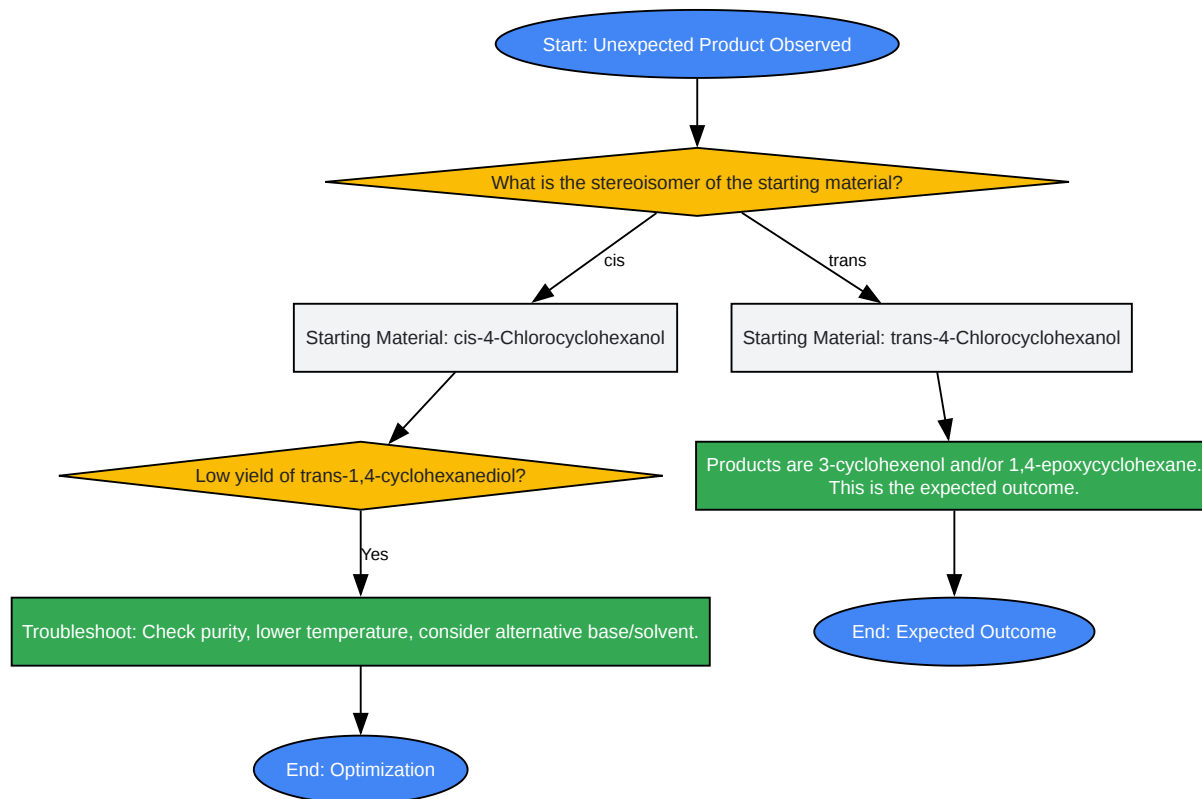 Start: Unexpected Product Observed
What is the stereoisomer of the starting material?
cis
trans
Starting Material: cis-4-Chlorocyclohexanol
Starting Material: trans-4-Chlorocyclohexanol
Low yield of trans-1,4-cyclohexanediol?
Products are 3-cyclohexenol and/or 1,4-epoxycyclohexane.
This is the expected outcome.
Yes
Troubleshoot: Check purity, lower temperature, consider alternative base/solvent.
End: Expected Outcome
End: Optimization